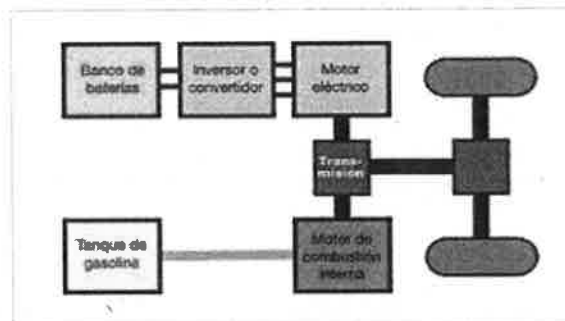 Banco de
baterías
Inversor o
convertidor
Motor
eléctrico
Trans-
misión
Tanque de
gasolina
Motor de
combustión
interna